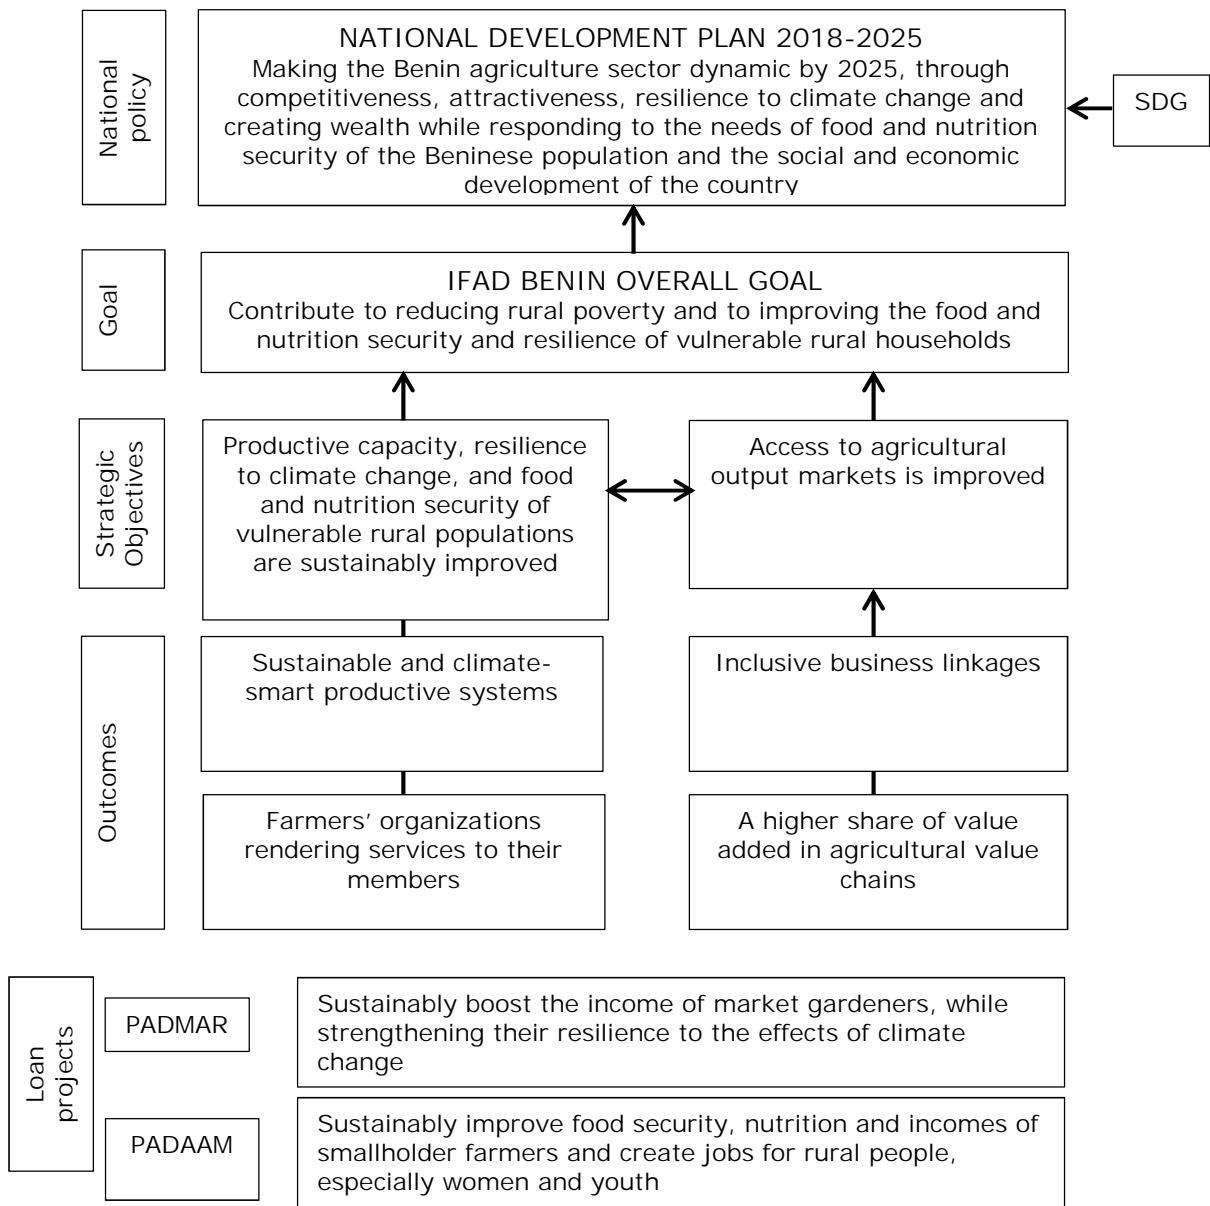 National
policy
NATIONAL DEVELOPMENT PLAN 2018-2025
Making the Benin agriculture sector dynamic by 2025, through
competitiveness, attractiveness, resilience to climate change and
creating wealth while responding to the needs of food and nutrition
security of the Beninese population and the social and economic
development of the country
SDG
Goal
IFAD BENIN OVERALL GOAL
Contribute to reducing rural poverty and to improving the food and
nutrition security and resilience of vulnerable rural households
Strategic
Objectives
Productive capacity, resilience
to climate change, and food
and nutrition security of
vulnerable rural populations
are sustainably improved
Access to agricultural
output markets is improved
Outcomes
Sustainable and climate-
smart productive systems
Inclusive business linkages
Farmers’ organizations
rendering services to their
members
A higher share of value
added in agricultural value
chains
Loan
projects
PADMAR
Sustainably boost the income of market gardeners, while
strengthening their resilience to the effects of climate
change
PADAAM
Sustainably improve food security, nutrition and incomes of
smallholder farmers and create jobs for rural people,
especially women and youth